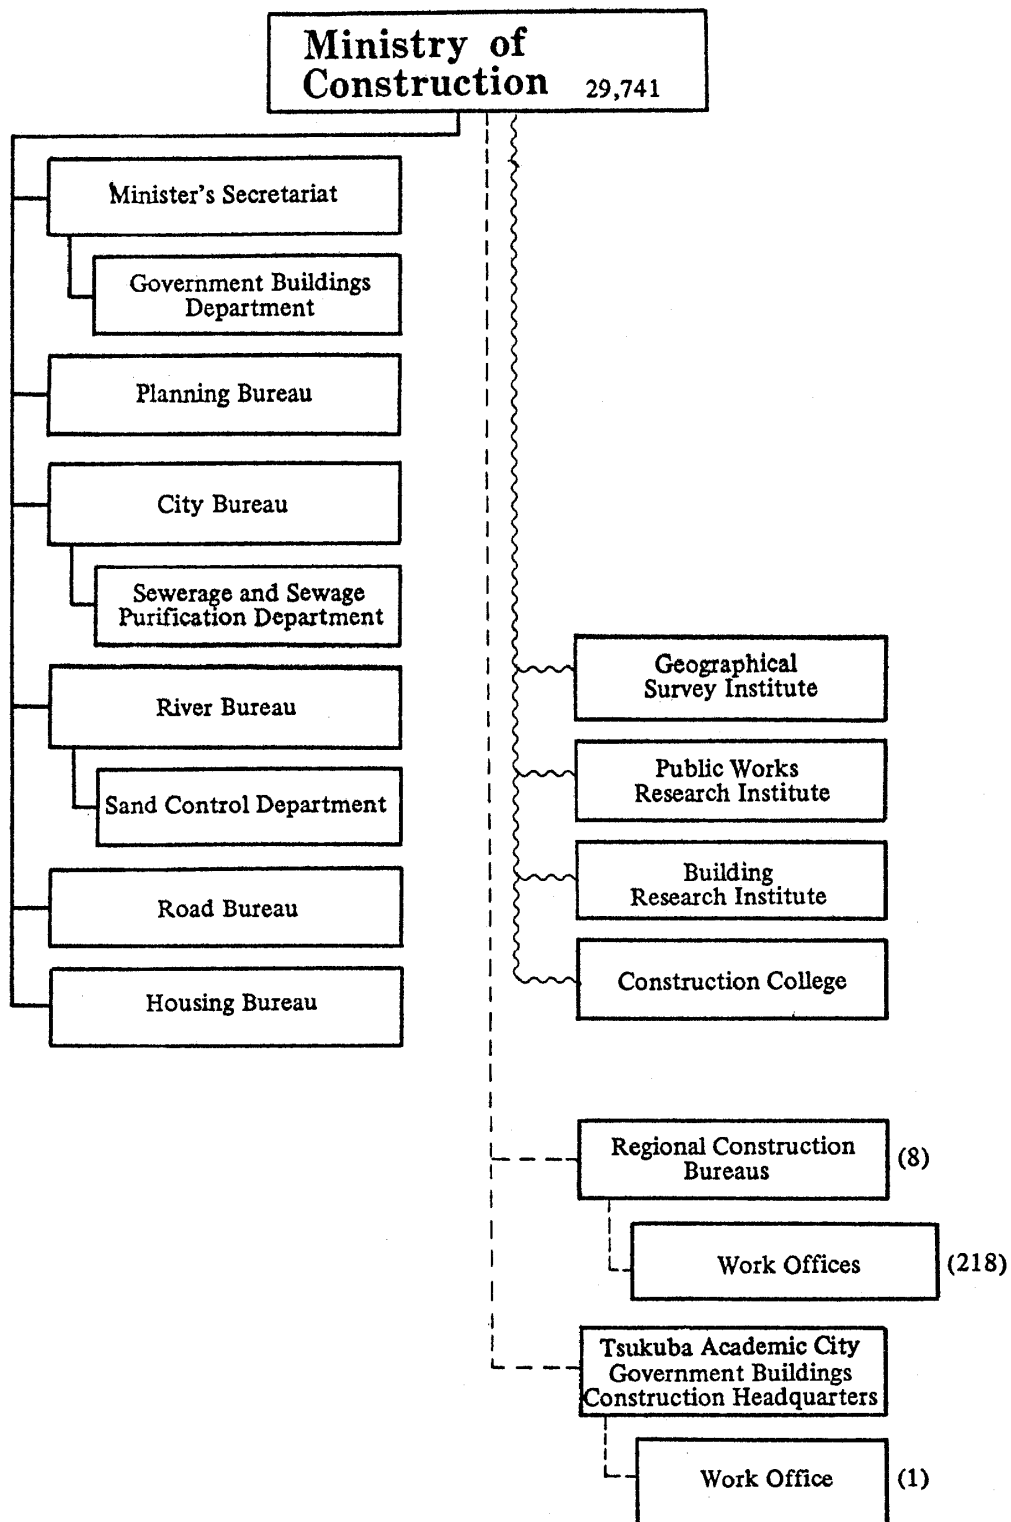 Ministry of
Construction 29,741
Minister's Secretariat
Government Buildings
Department
Planning Bureau
City Bureau
Sewerage and Sewage
Purification Department
River Bureau
Sand Control Department
Road Bureau
Housing Bureau
Geographical
Survey Institute
Public Works
Research Institute
Building
Research Institute
Construction College
Regional Construction
Bureaus (8)
Work Offices (218)
Tsukuba Academic City
Government Buildings
Construction Headquarters
Work Office (1)